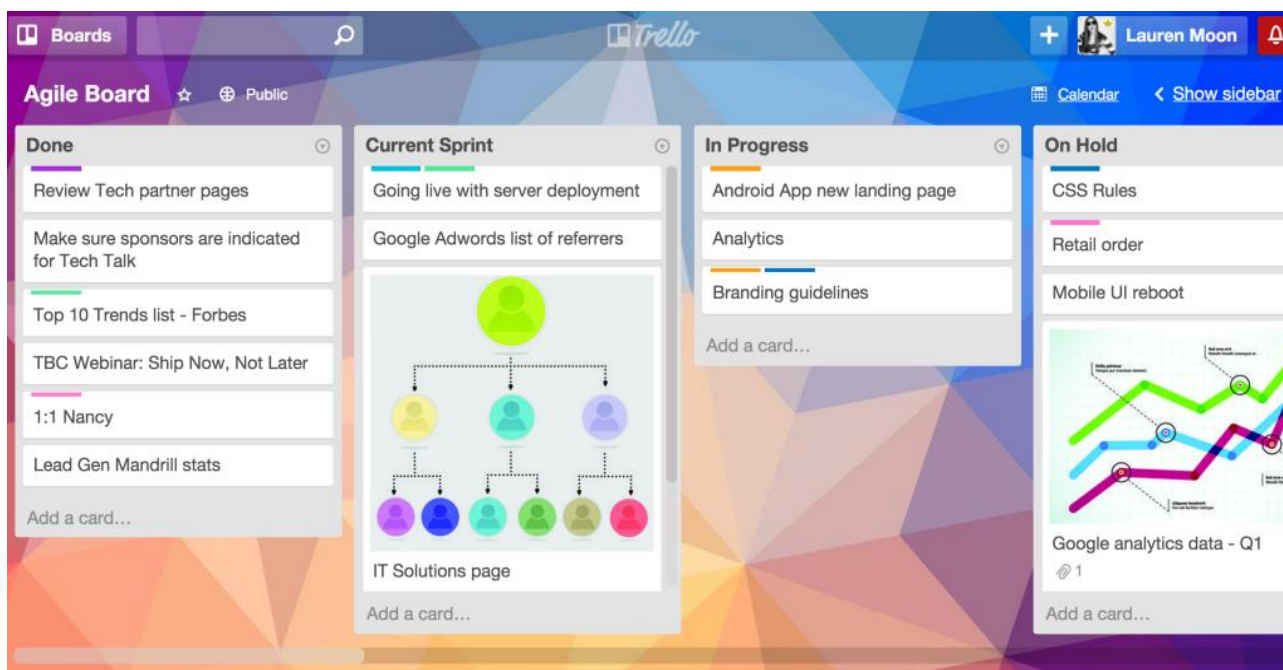 Boards
Trello
Lauren Moon
Agile Board
Public
Calendar
Show sidebar
Done
Review Tech partner pages
Make sure sponsors are indicated
for Tech Talk
Top 10 Trends list - Forbes
TBC Webinar: Ship Now, Not Later
1:1 Nancy
Lead Gen Mandrill stats
Add a card...
Current Sprint
Going live with server deployment
Google Adwords list of referrers
IT Solutions page
Add a card...
In Progress
Android App new landing page
Analytics
Branding guidelines
Add a card...
On Hold
CSS Rules
Retail order
Mobile UI reboot
Google analytics data - Q1
1
Add a card...